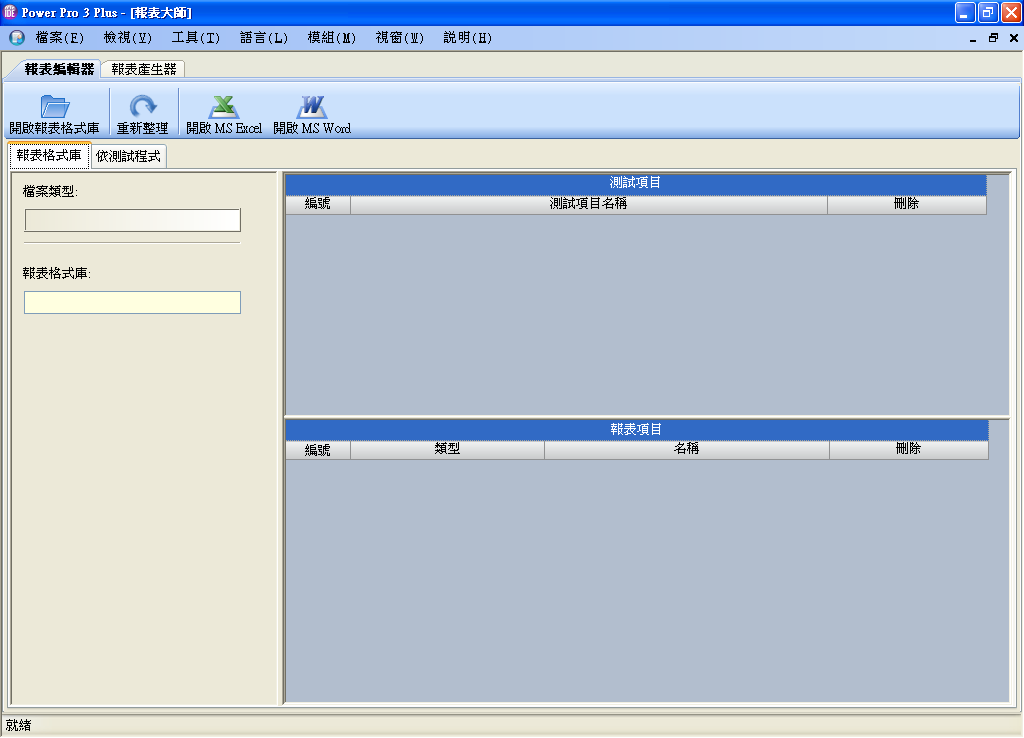 Power Pro 3 Plus - [報表大師]
檔案(F) 檢視(V) 工具(T) 語言(L) 模組(M) 視窗(W) 說明(H)
報表編輯器 報表產生器
開啟報表格式庫 重新整理 開啟 MS Excel 開啟 MS Word
報表格式庫 依測試程式
檔案類型:
報表格式庫:
測試項目
編號 測試項目名稱 刪除
報表項目
編號 類型 名稱 刪除
就緒